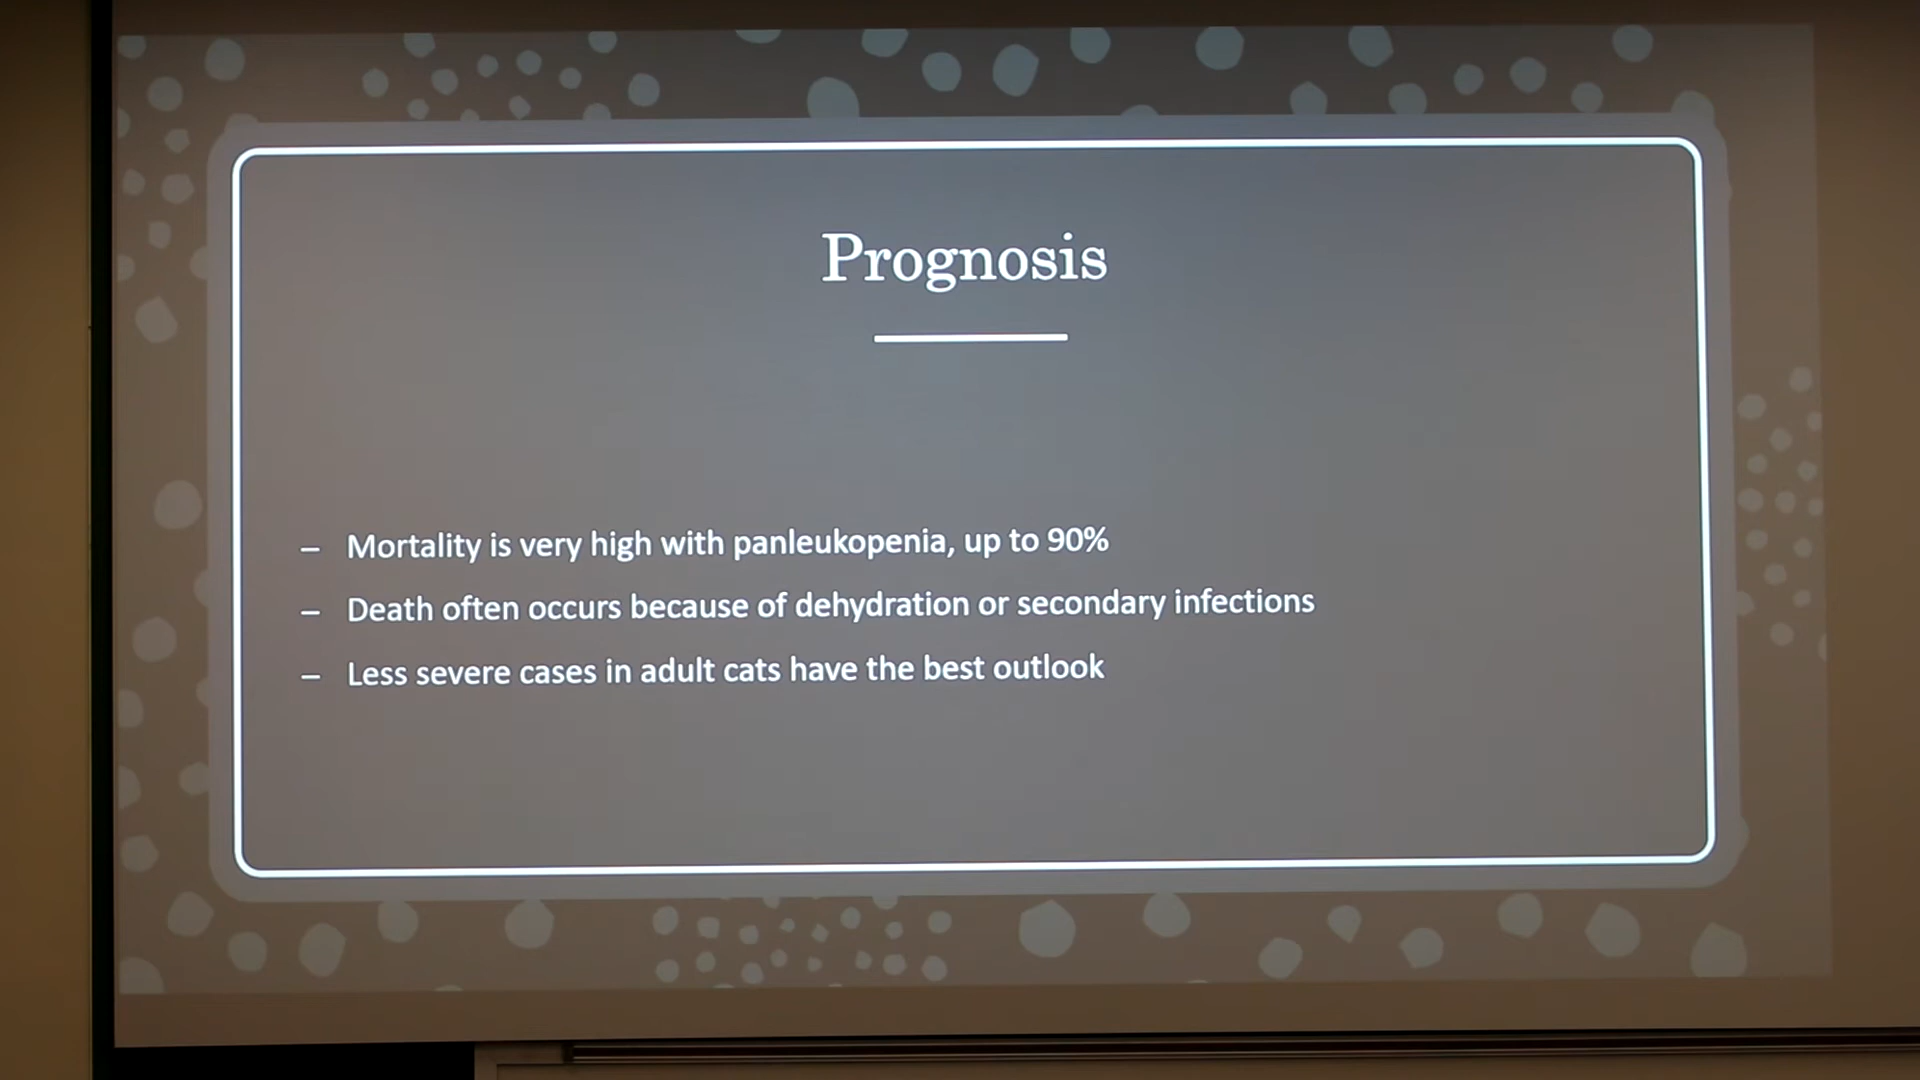 Prognosis
– Mortality is very high with panleukopenia, up to 90%
– Death often occurs because of dehydration or secondary infections
– Less severe cases in adult cats have the best outlook